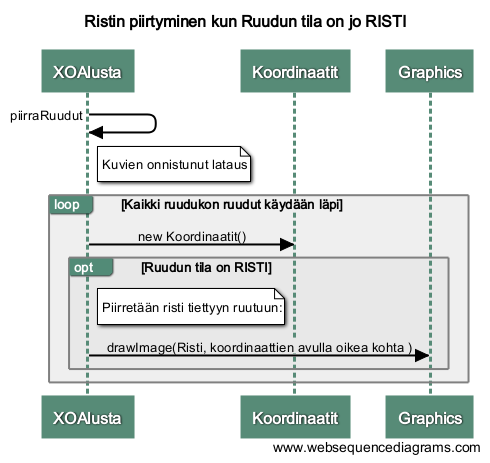 Ristin piirtyminen kun Ruudun tila on jo RISTI
XOAlusta
Koordinaatit
Graphics
piirraRuudut
Kuvien onnistunut lataus
loop
[Kaikki ruudukon ruudut käydään läpi]
new Koordinaatit()
opt
[Ruudun tila on RISTI]
Piirretään risti tiettyyn ruutuun:
drawImage(Risti, koordinaattien avulla oikea kohta )
XOAlusta
Koordinaatit
Graphics
www.websequencediagrams.com